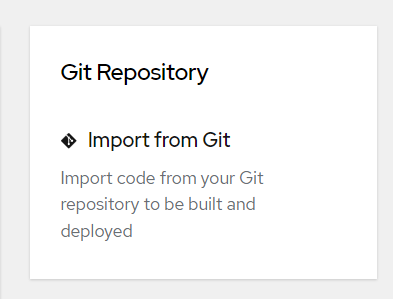 Git Repository
Import from Git
Import code from your Git
repository to be built and
deployed